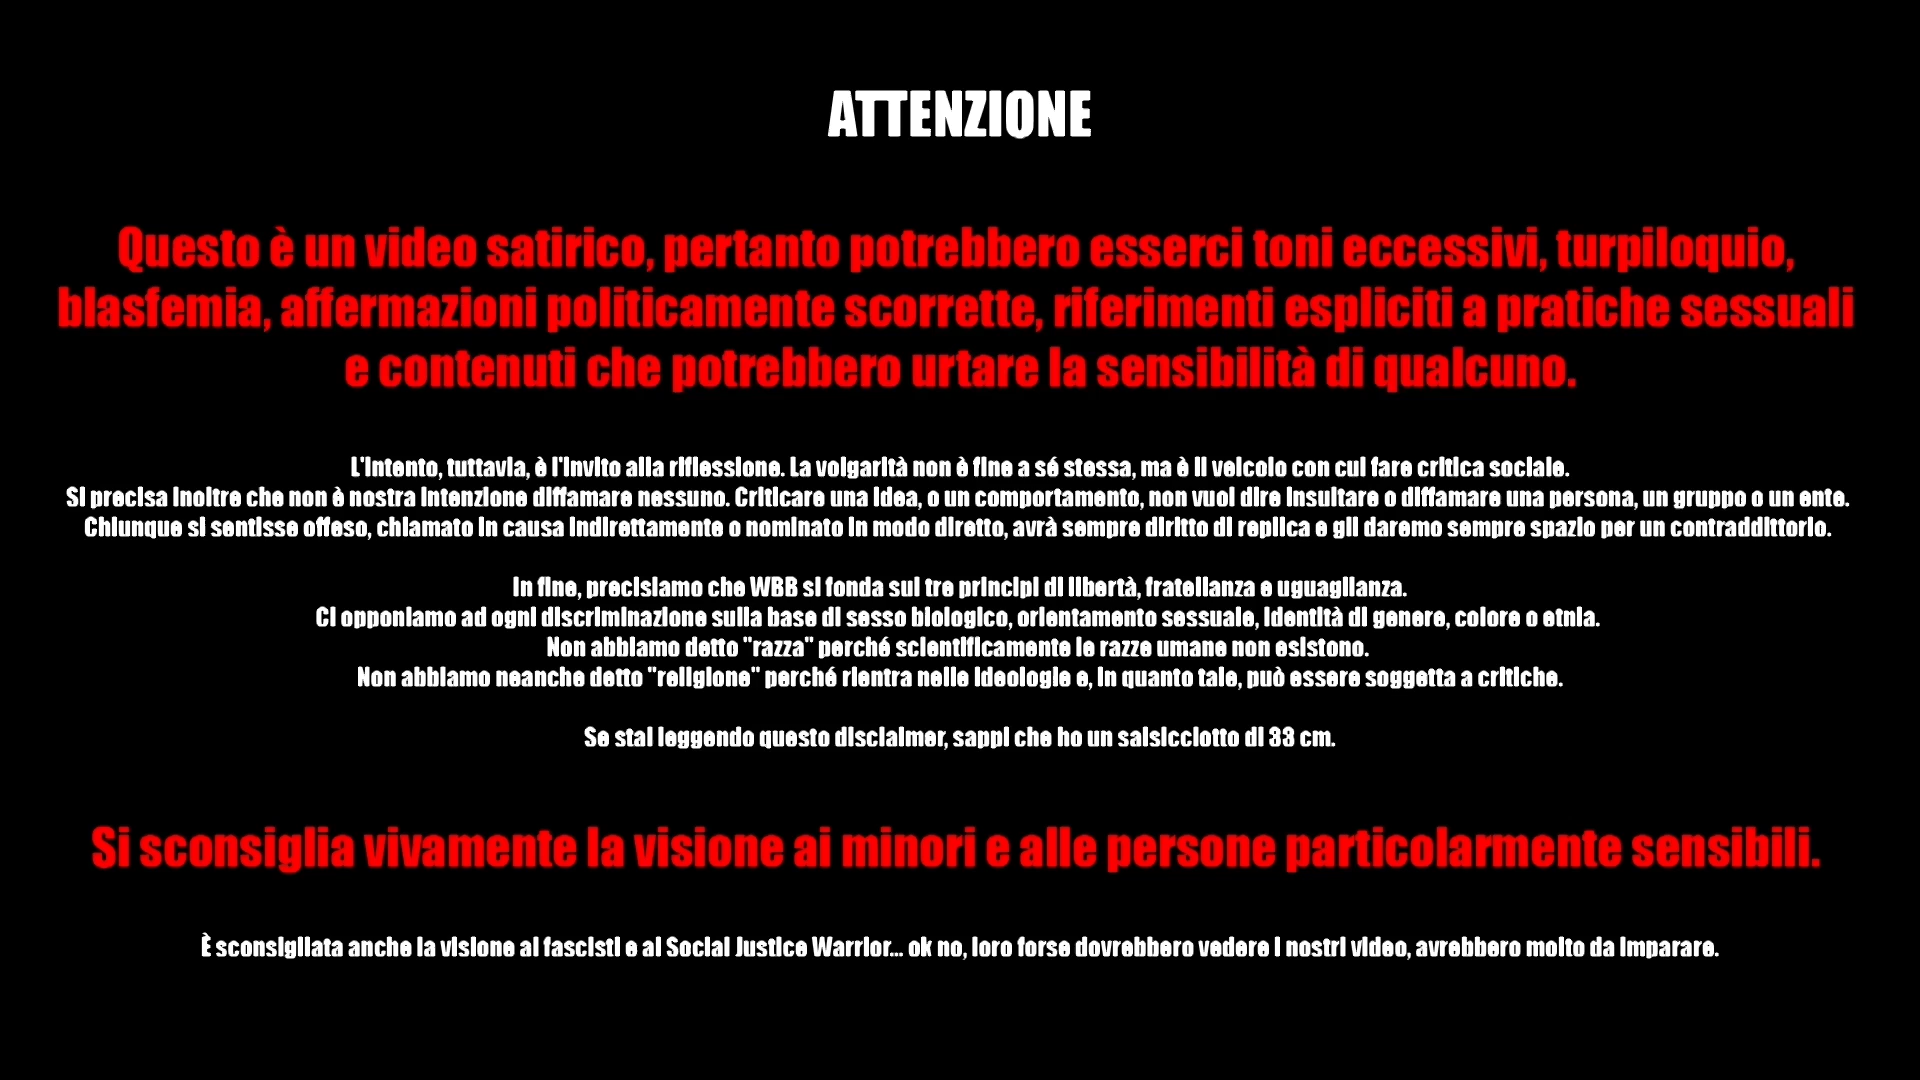 ATTENZIONE
Questo è un video satirico, pertanto potrebbero esserci toni eccessivi, turpiloquio,
blasfemia, affermazioni politicamente scorrette, riferimenti espliciti a pratiche sessuali
e contenuti che potrebbero urtare la sensibilità di qualcuno.
L'intento, tuttavia, è l'invito alla riflessione. La volgarità non è fine a sé stessa, ma è il veicolo con cui fare critica sociale.
Si precisa inoltre che non è nostra intenzione diffamare nessuno. Criticare una idea, o un comportamento, non vuol dire insultare o diffamare una persona, un gruppo o un ente.
Chiunque si sentisse offeso, chiamato in causa indirettamente o nominato in modo diretto, avrà sempre diritto di replica e gli daremo sempre spazio per un contraddittorio.
In fine, precisiamo che WBB si fonda sui tre principi di libertà, fratellanza e uguaglianza.
Ci opponiamo ad ogni discriminazione sulla base di sesso biologico, orientamento sessuale, identità di genere, colore o etnia.
Non abbiamo detto "razza" perché scientificamente le razze umane non esistono.
Non abbiamo neanche detto "religione" perché rientra nelle ideologie e, in quanto tale, può essere soggetta a critiche.
Se stai leggendo questo disclaimer, sappi che ho un salsicciotto di 33 cm.
Si sconsiglia vivamente la visione ai minori e alle persone particolarmente sensibili.
È sconsigliata anche la visione ai fascisti e ai Social Justice Warrior... ok no, loro forse dovrebbero vedere i nostri video, avrebbero molto da imparare.